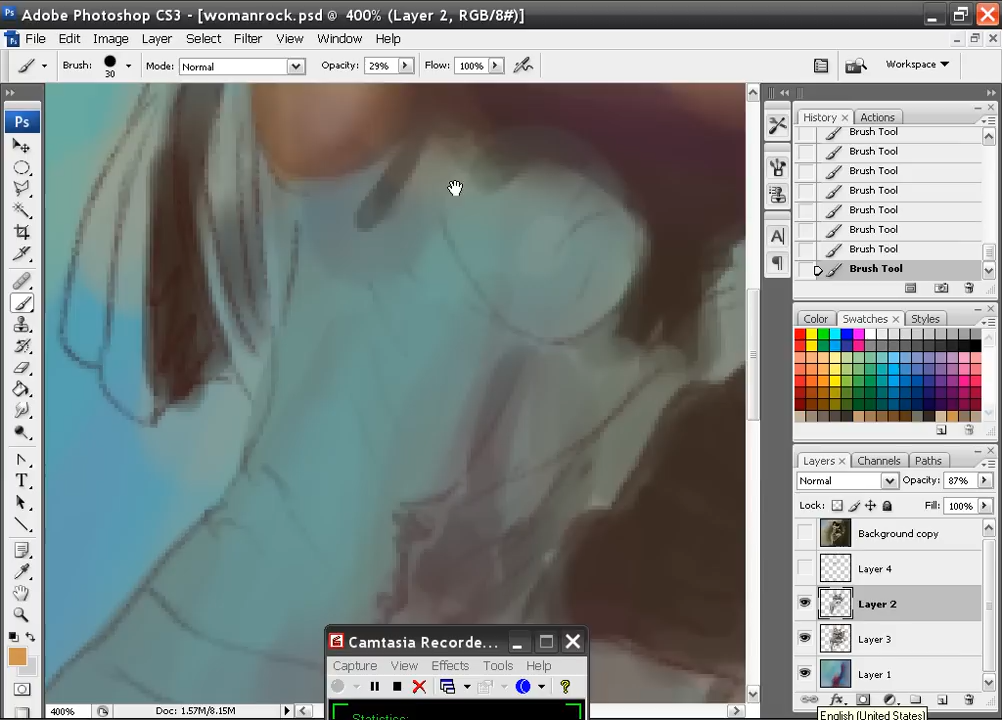 Ps Adobe Photoshop CS3 - [womanrock.psd @ 400% (Layer 2, RGB/8#)]
File Edit Image Layer Select Filter View Window Help
Brush: 30 Mode: Normal Opacity: 29% Flow: 100% Workspace
Ps
History Actions
Brush Tool
Brush Tool
Brush Tool
Brush Tool
Brush Tool
Brush Tool
Brush Tool
Brush Tool
Color Swatches Styles
Layers Channels Paths
Normal Opacity: 87%
Lock: Fill: 100%
Background copy
Layer 4
Layer 2
Layer 3
Layer 1
Camtasia Recorde...
Capture View Effects Tools Help
Statistics:
400% Doc: 1.57M/8.15M
English (United States)